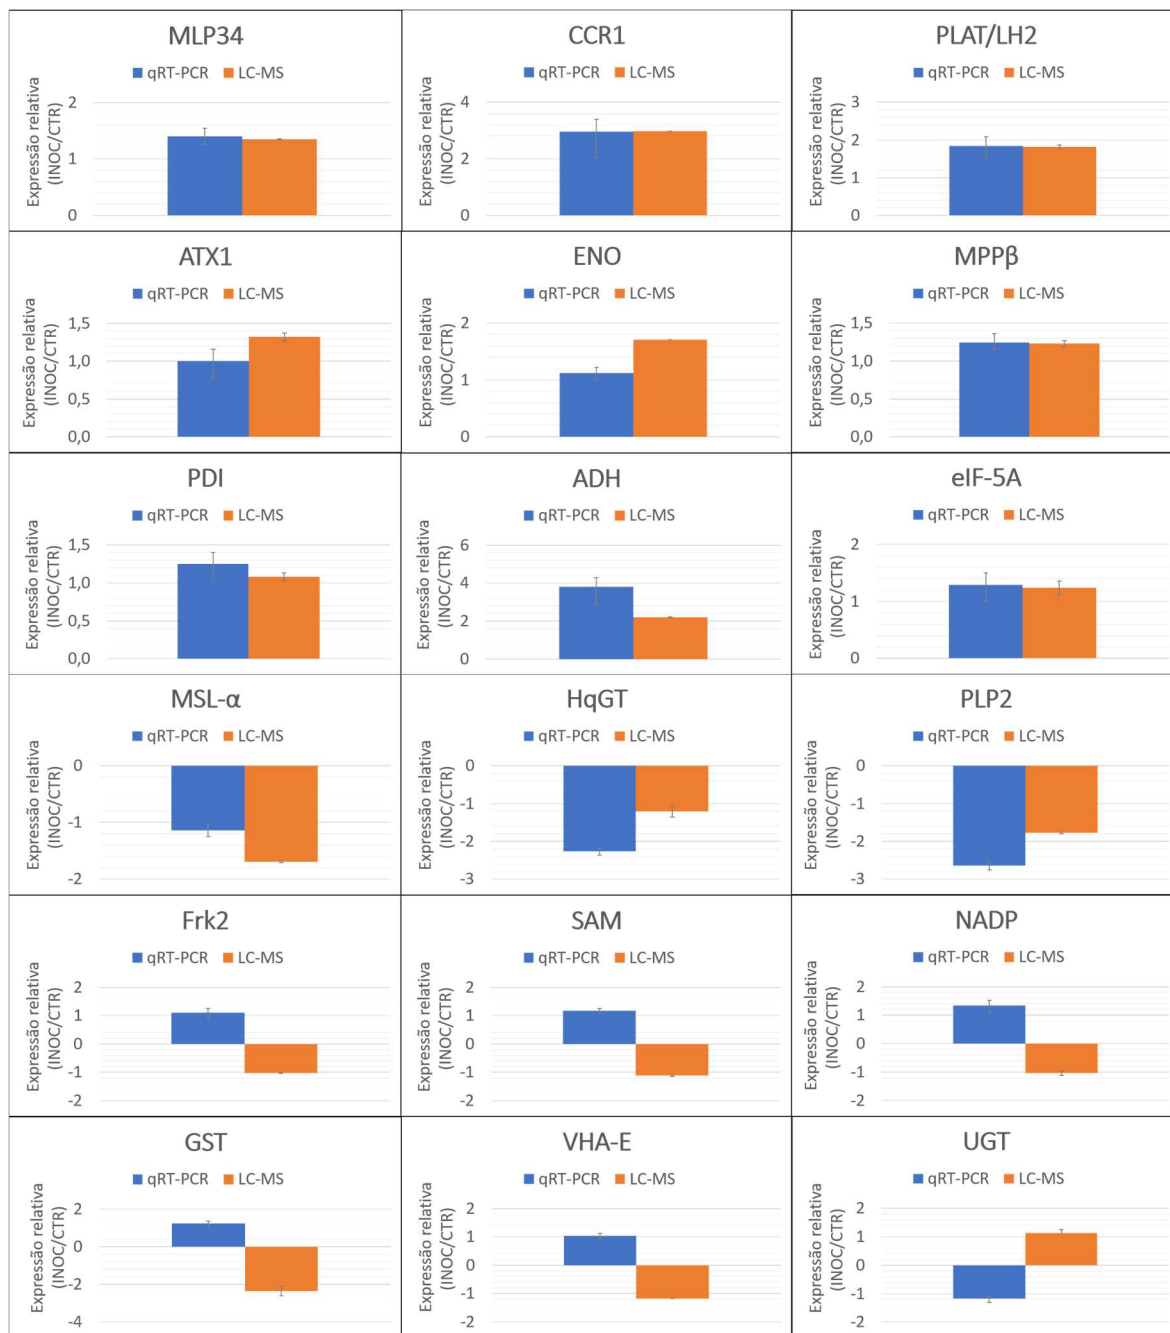 MLP34
qRT-PCR LC-MS
Expressão relativa
(INOC/CTR)
2
1
0
CCR1
qRT-PCR LC-MS
Expressão relativa
(INOC/CTR)
4
2
0
PLAT/LH2
qRT-PCR LC-MS
Expressão relativa
(INOC/CTR)
3
2
1
0
ATX1
qRT-PCR LC-MS
Expressão relativa
(INOC/CTR)
1,5
1,0
0,5
0,0
ENO
qRT-PCR LC-MS
Expressão relativa
(INOC/CTR)
2
1
0
MPPβ
qRT-PCR LC-MS
Expressão relativa
(INOC/CTR)
1,5
1,0
0,5
0,0
PDI
qRT-PCR LC-MS
Expressão relativa
(INOC/CTR)
1,5
1,0
0,5
0,0
ADH
qRT-PCR LC-MS
Expressão relativa
(INOC/CTR)
6
4
2
0
eIF-5A
qRT-PCR LC-MS
Expressão relativa
(INOC/CTR)
2
1
0
MSL-α
qRT-PCR LC-MS
Expressão relativa
(INOC/CTR)
0
-1
-2
HqGT
qRT-PCR LC-MS
Expressão relativa
(INOC/CTR)
0
-1
-2
-3
PLP2
qRT-PCR LC-MS
Expressão relativa
(INOC/CTR)
0
-1
-2
-3
Frk2
qRT-PCR LC-MS
Expressão relativa
(INOC/CTR)
2
1
0
-1
-2
SAM
qRT-PCR LC-MS
Expressão relativa
(INOC/CTR)
2
1
0
-1
-2
NADP
qRT-PCR LC-MS
Expressão relativa
(INOC/CTR)
2
1
0
-1
-2
GST
qRT-PCR LC-MS
Expressão relativa
(INOC/CTR)
2
0
-2
-4
VHA-E
qRT-PCR LC-MS
Expressão relativa
(INOC/CTR)
2
1
0
-1
-2
UGT
qRT-PCR LC-MS
Expressão relativa
(INOC/CTR)
2
1
0
-1
-2